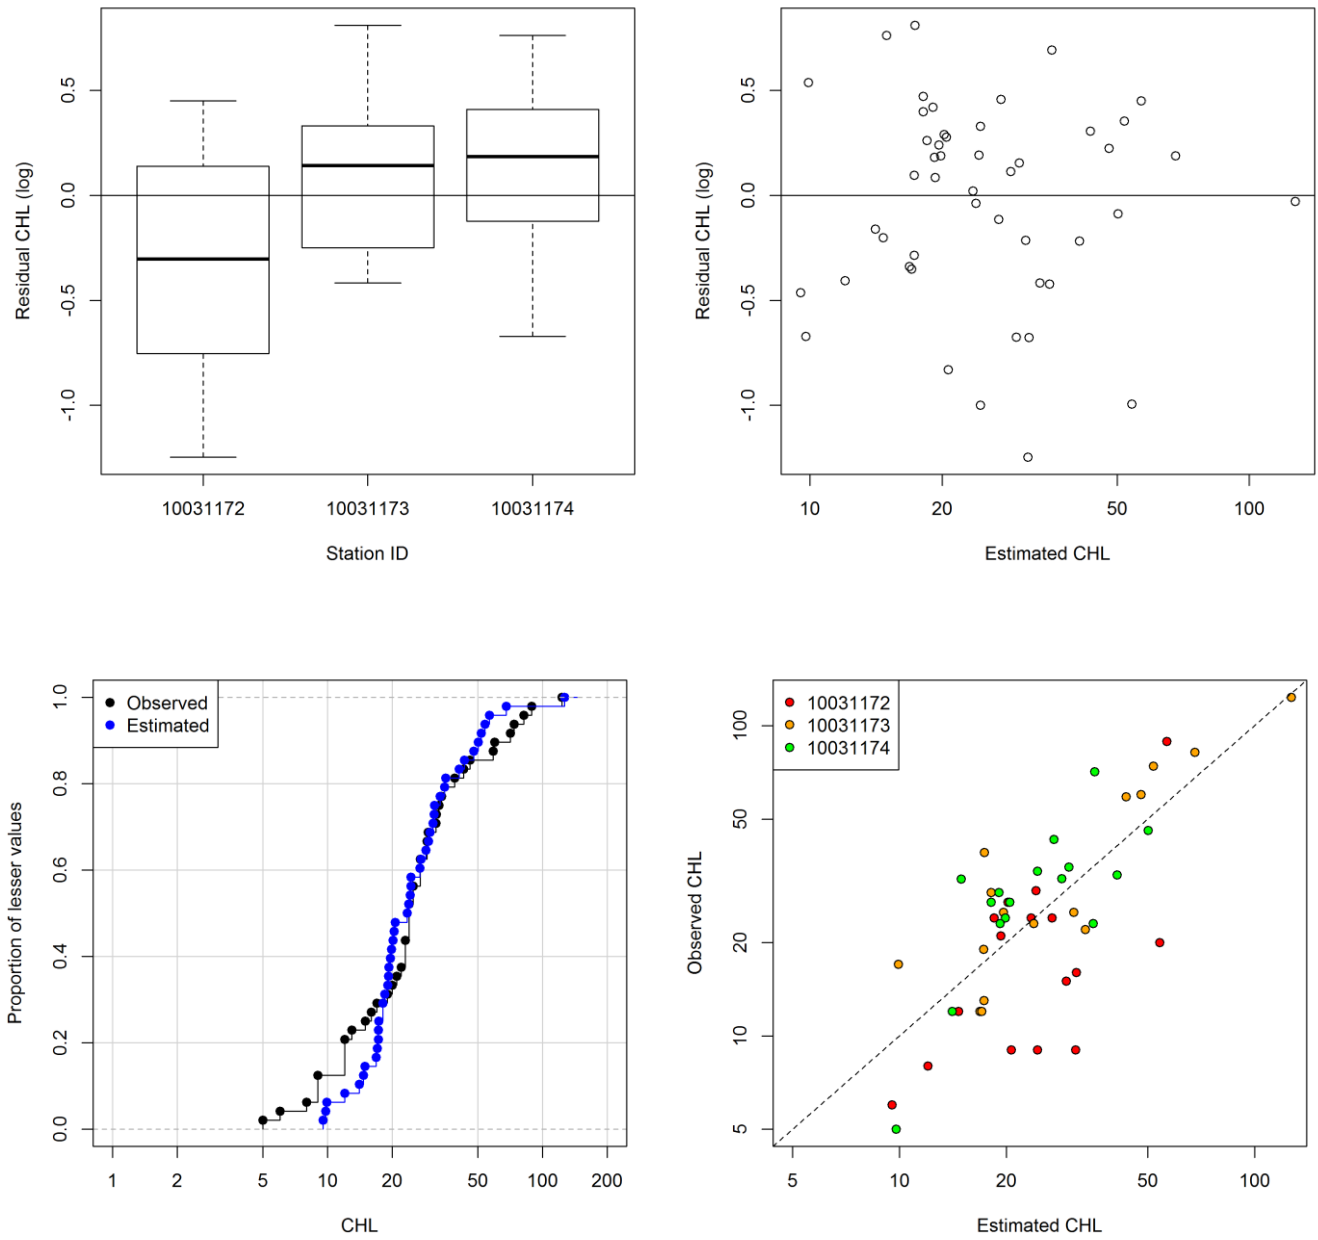 Residual CHL (log)
0.5
0.0
-0.5
-1.0
10031172 10031173 10031174
Station ID
Residual CHL (log)
0.5
0.0
-0.5
-1.0
10 20 50 100
Estimated CHL
Proportion of lesser values
1.0
0.8
0.6
0.4
0.2
0.0
Observed
Estimated
1 2 5 10 20 50 100 200
CHL
Observed CHL
100
50
20
10
5
10031172
10031173
10031174
5 10 20 50 100
Estimated CHL